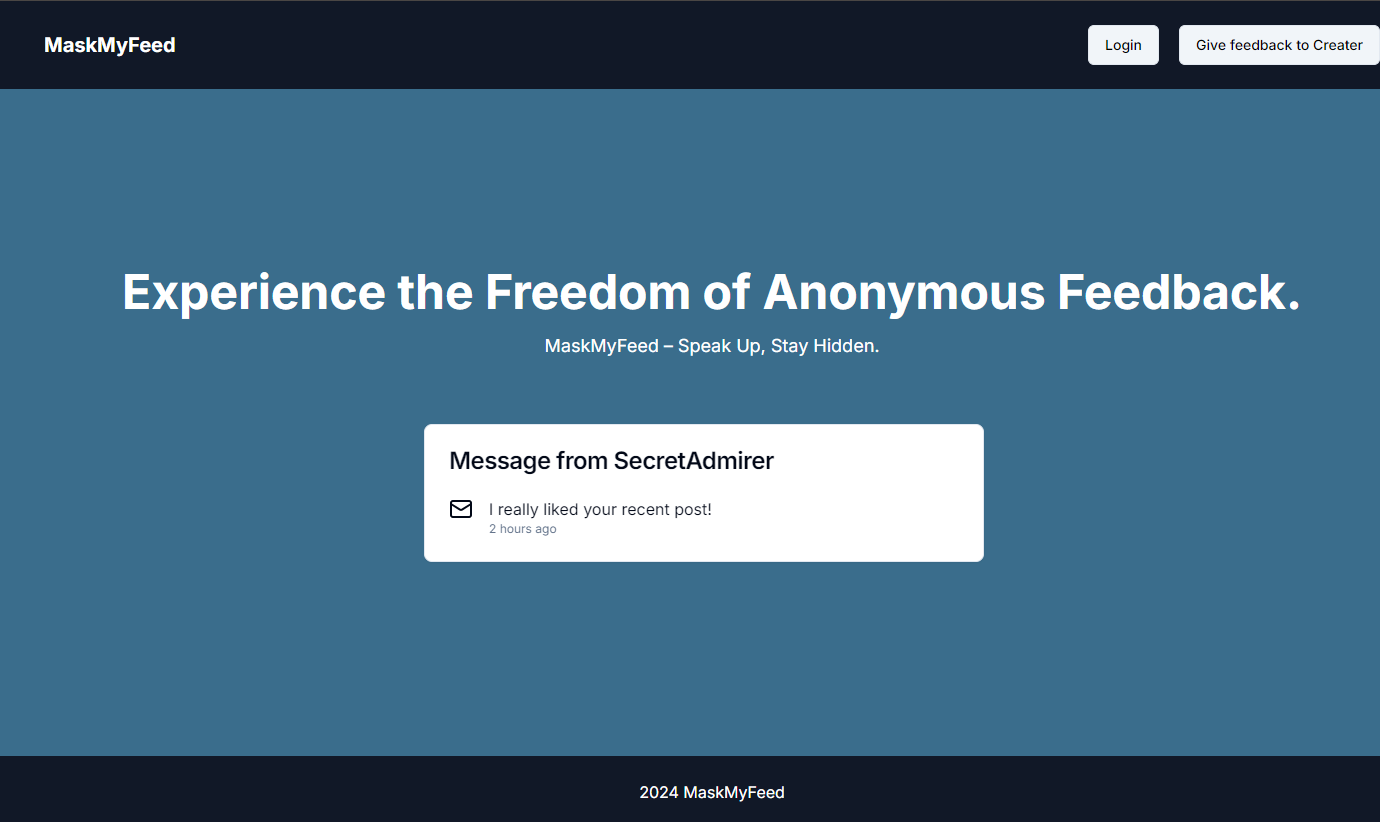 MaskMyFeed
Login
Give feedback to Creater
Experience the Freedom of Anonymous Feedback.
MaskMyFeed – Speak Up, Stay Hidden.
Message from SecretAdmirer
I really liked your recent post!
2 hours ago
2024 MaskMyFeed